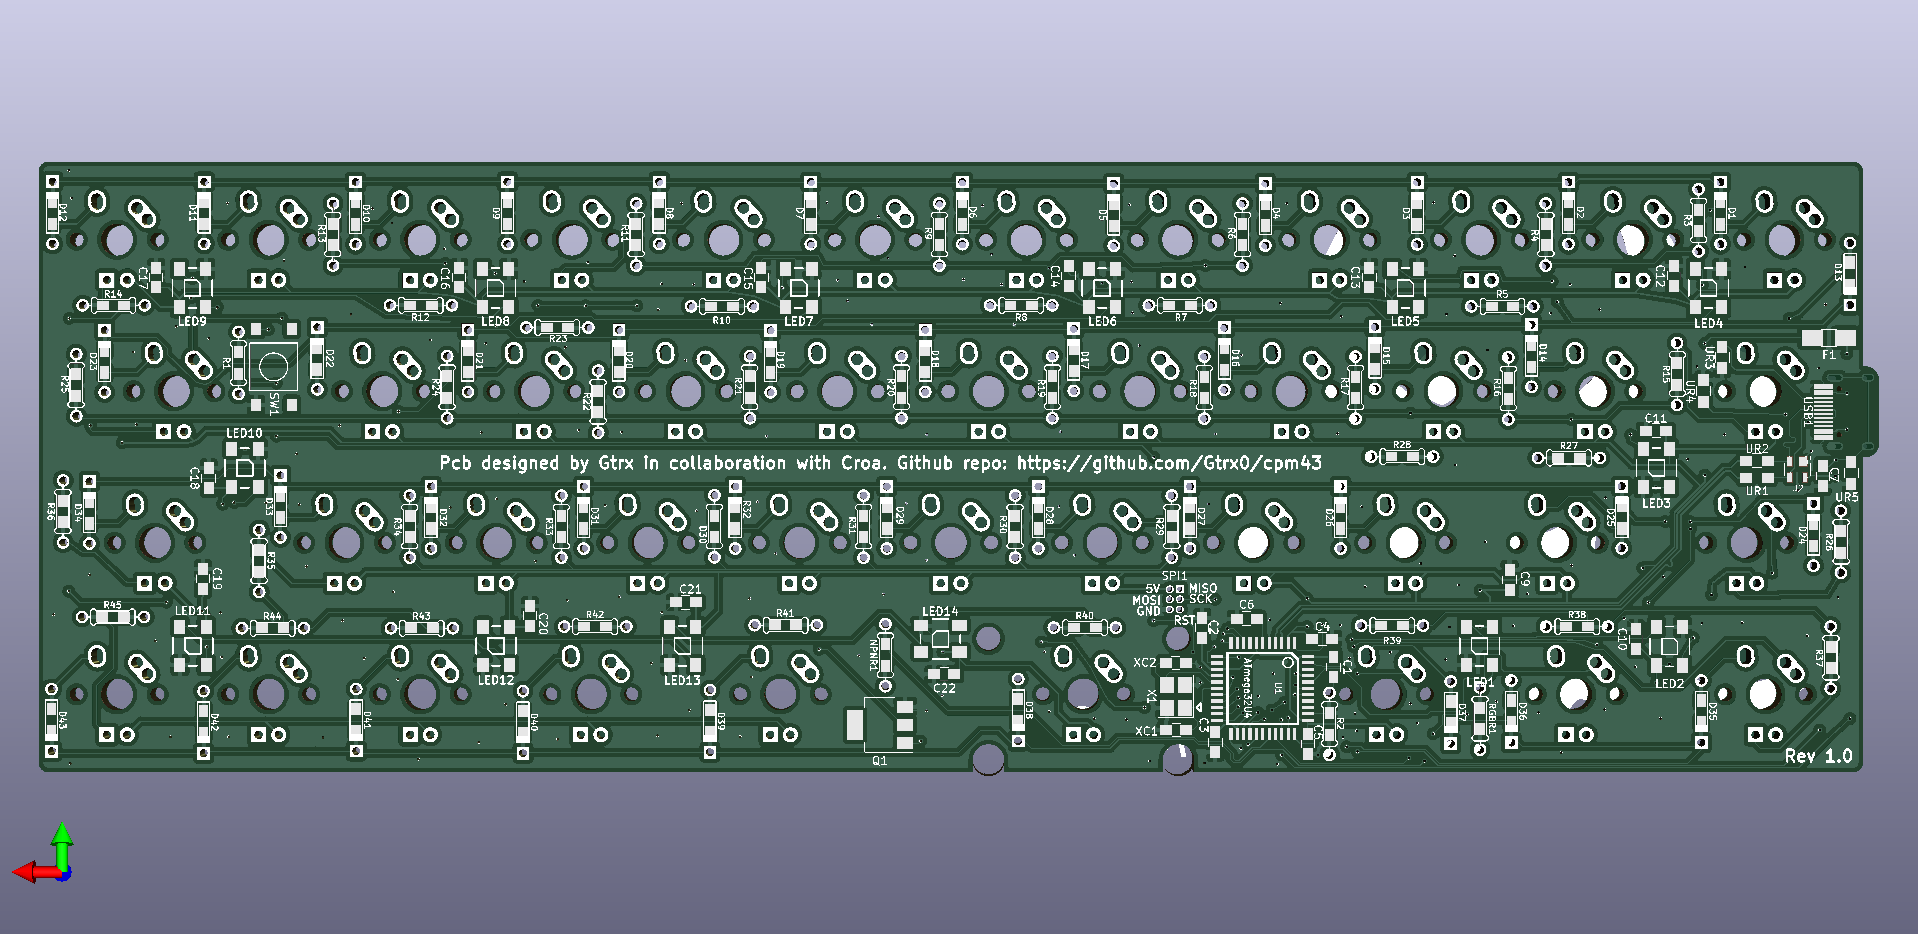 D12
D11
R13
D10
D9
R11
D8
D7
R9
D6
D5
R6
D4
D3
R4
D2
R3
D1
C17
C16
C15
C14
C13
C12
D13
R14
R12
R10
R8
R7
R5
LED9
LED8
LED7
LED6
LED5
LED4
R23
F1
R25
D23
R1
SW1
D22
R24
D21
R22
D20
R21
D19
R20
D18
R19
D17
R18
D16
R17
D15
R16
D14
R15
UR4
UR3
USB1
LED10
C11
C18
Pcb designed by Gtrx in collaboration with Croa. Github repo: https://github.com/Gtrx0/cpm43
R28
R27
UR2
UR1
J2
C7
UR5
LED3
R36
D34
D33
R35
R34
D32
R33
D31
D30
R32
R31
D29
R30
D28
R29
D27
D26
D25
D24
R26
C19
C21
C9
SPI1
5V MISO
MOSI SCK
GND
RST
R45
LED11
R44
R43
C20
R42
R41
LED14
R40
C2
C6
C4
R39
R38
C10
R37
NPNR1
XC2
X1
XC1
C3
ATmega32U4
U1
C1
C5
R2
LED12
LED13
C22
LED1
LED2
D43
D42
D41
D40
D39
Q1
D38
D37
RGBR1
D36
D35
Rev 1.0